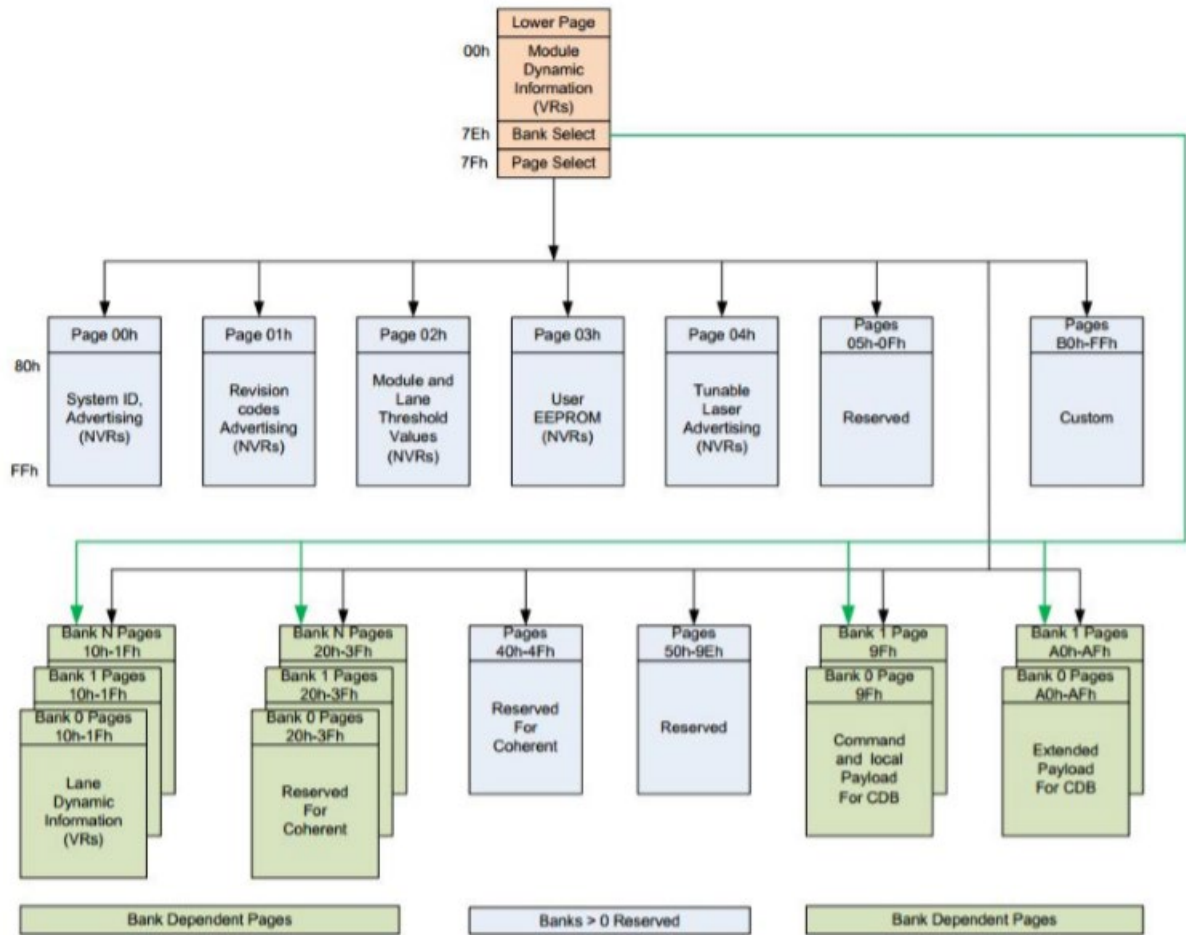 Lower Page
00h
Module
Dynamic
Information
(VRs)
7Eh
Bank Select
7Fh
Page Select
Page 00h
Page 01h
Page 02h
Page 03h
Page 04h
Pages
05h-0Fh
Pages
B0h-FFh
80h
System ID,
Advertising
(NVRs)
Revision
codes
Advertising
(NVRs)
Module and
Lane
Threshold
Values
(NVRs)
User
EEPROM
(NVRs)
Tunable
Laser
Advertising
(NVRs)
Reserved
Custom
FFh
Bank N Pages
10h-1Fh
Bank 1 Pages
10h-1Fh
Bank 0 Pages
10h-1Fh
Lane
Dynamic
Information
(VRs)
Bank N Pages
20h-3Fh
Bank 1 Pages
20h-3Fh
Bank 0 Pages
20h-3Fh
Reserved
For
Coherent
Pages
40h-4Fh
Reserved
For
Coherent
Pages
50h-9Eh
Reserved
Bank 1 Page
9Fh
Bank 0 Page
9Fh
Command
and local
Payload
For CDB
Bank 1 Pages
A0h-AFh
Bank 0 Pages
A0h-AFh
Extended
Payload
For CDB
Bank Dependent Pages
Banks > 0 Reserved
Bank Dependent Pages